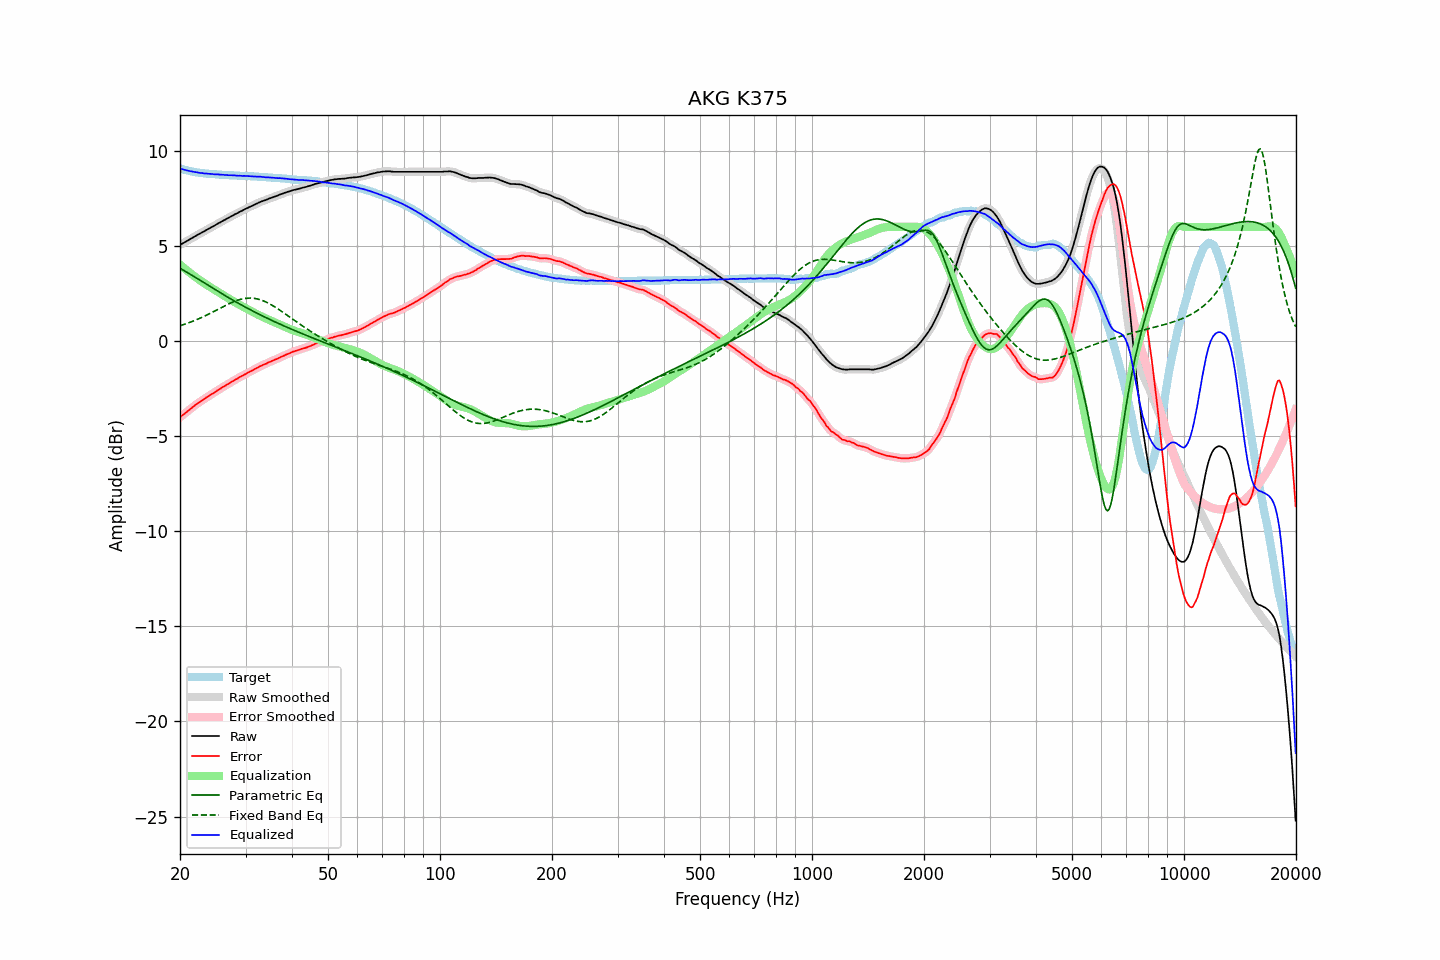 AKG K375
10
5
0
−5
−10
−15
−20
−25
Amplitude (dBr)
Target
Raw Smoothed
Error Smoothed
Raw
Error
Equalization
Parametric Eq
Fixed Band Eq
Equalized
20 50 100 200 500 1000 2000 5000 10000 20000
Frequency (Hz)